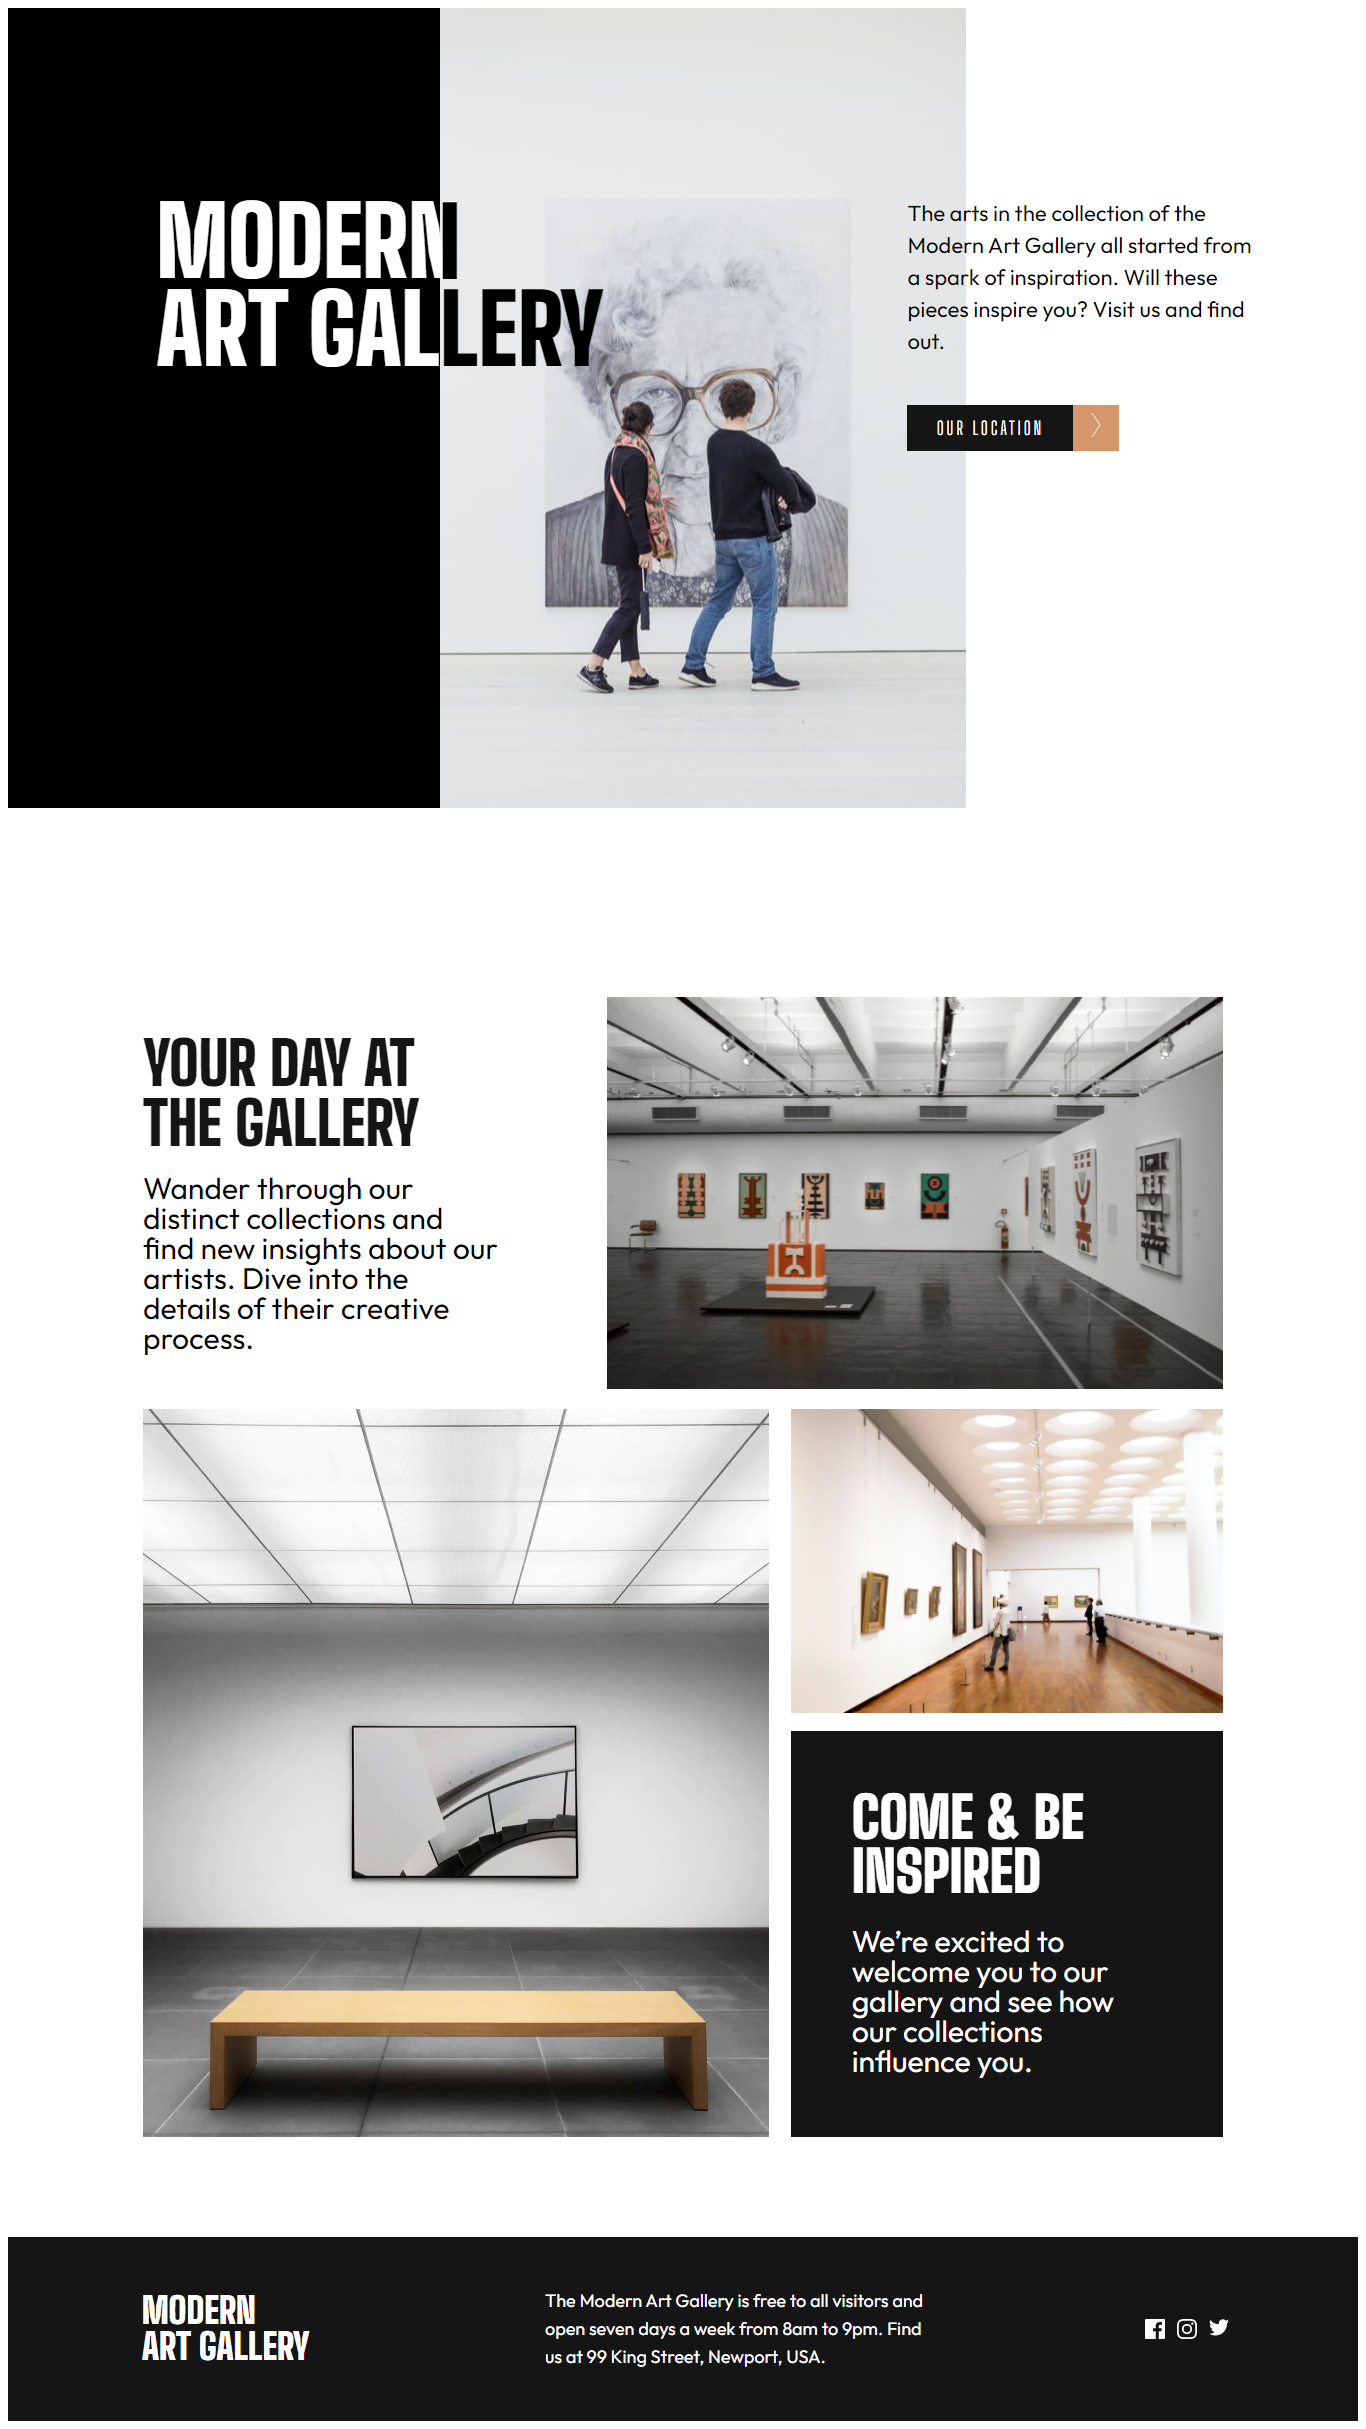 MODERN
ART GALLERY
The arts in the collection of the
Modern Art Gallery all started from
a spark of inspiration. Will these
pieces inspire you? Visit us and find
out.
OUR LOCATION
YOUR DAY AT
THE GALLERY
Wander through our
distinct collections and
find new insights about our
artists. Dive into the
details of their creative
process.
COME & BE
INSPIRED
We’re excited to
welcome you to our
gallery and see how
our collections
influence you.
MODERN
ART GALLERY
The Modern Art Gallery is free to all visitors and
open seven days a week from 8am to 9pm. Find
us at 99 King Street, Newport, USA.